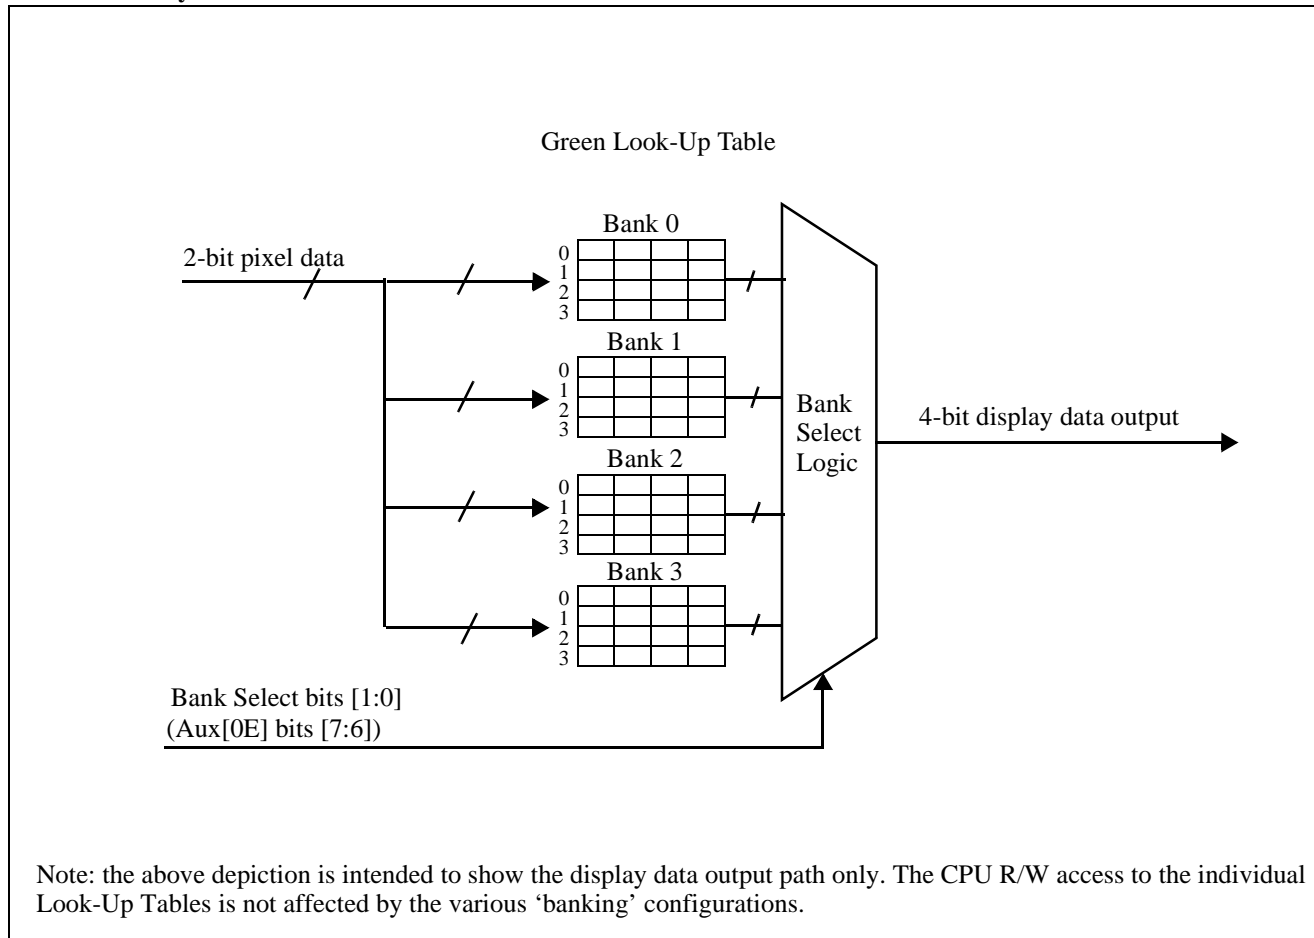 Green Look-Up Table
2-bit pixel data
Bank 0
0
1
2
3
Bank 1
0
1
2
3
Bank 2
0
1
2
3
Bank 3
0
1
2
3
Bank
Select
Logic
4-bit display data output
Bank Select bits [1:0]
(Aux[0E] bits [7:6])
Note: the above depiction is intended to show the display data output path only. The CPU R/W access to the individual
Look-Up Tables is not affected by the various ‘banking’ configurations.